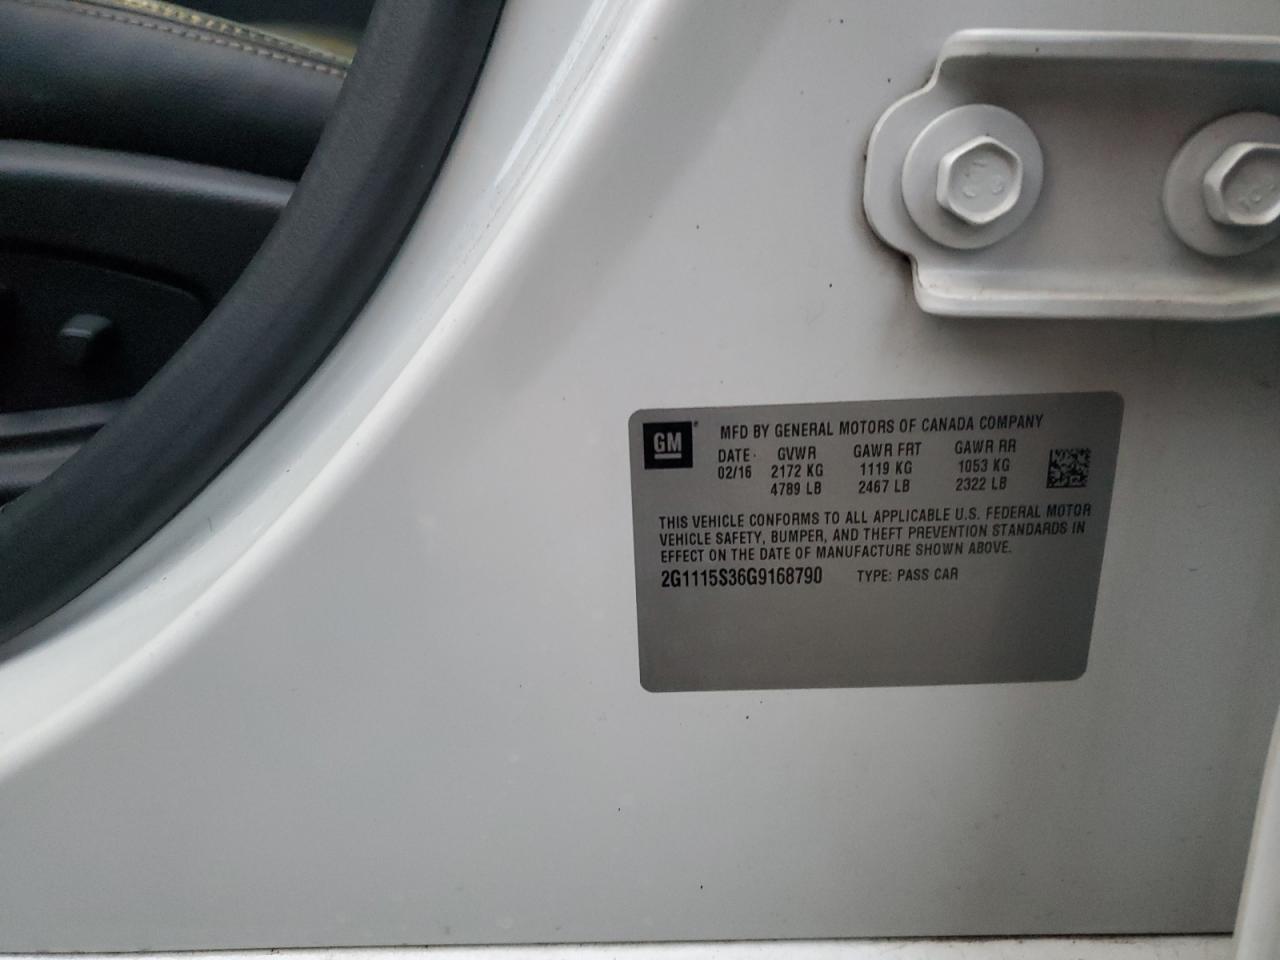 GM ®
MFD BY GENERAL MOTORS OF CANADA COMPANY
DATE GVWR GAWR FRT GAWR RR
02/16 2172 KG 1119 KG 1053 KG
4789 LB 2467 LB 2322 LB
THIS VEHICLE CONFORMS TO ALL APPLICABLE U.S. FEDERAL MOTOR
VEHICLE SAFETY, BUMPER, AND THEFT PREVENTION STANDARDS IN
EFFECT ON THE DATE OF MANUFACTURE SHOWN ABOVE.
2G1115S36G9168790 TYPE: PASS CAR